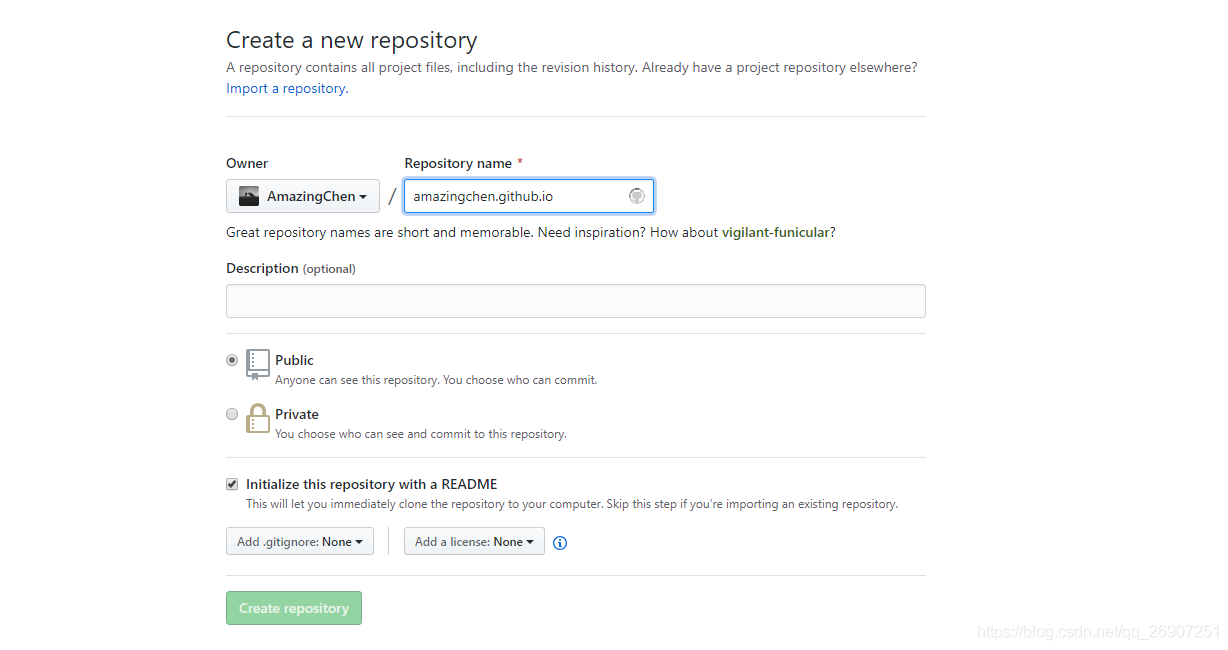 Create a new repository
A repository contains all project files, including the revision history. Already have a project repository elsewhere?
Import a repository.
Owner
Repository name *
AmazingChen
/
amazingchen.github.io
Great repository names are short and memorable. Need inspiration? How about vigilant-funicular?
Description (optional)
Public
Anyone can see this repository. You choose who can commit.
Private
You choose who can see and commit to this repository.
Initialize this repository with a README
This will let you immediately clone the repository to your computer. Skip this step if you're importing an existing repository.
Add .gitignore: None
Add a license: None
Create repository
https://blog.csdn.net/qq_26907251